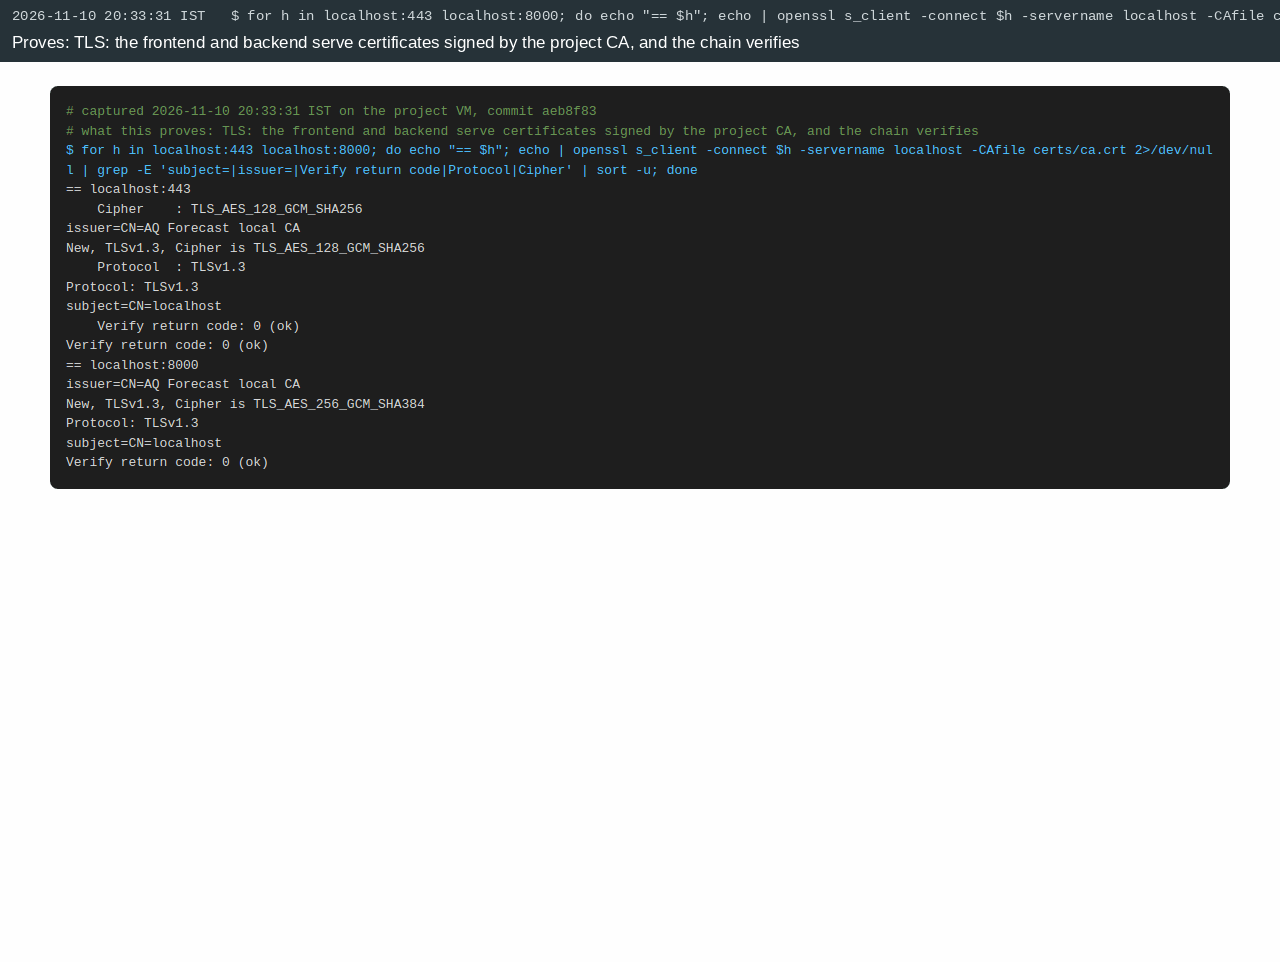 2026-11-10 20:33:31 IST   $ for h in localhost:443 localhost:8000; do echo "== $h"; echo | openssl s_client -connect $h -servername localhost -CAfile c
Proves: TLS: the frontend and backend serve certificates signed by the project CA, and the chain verifies
# captured 2026-11-10 20:33:31 IST on the project VM, commit aeb8f83
# what this proves: TLS: the frontend and backend serve certificates signed by the project CA, and the chain verifies
$ for h in localhost:443 localhost:8000; do echo "== $h"; echo | openssl s_client -connect $h -servername localhost -CAfile certs/ca.crt 2>/dev/nul
l | grep -E 'subject=|issuer=|Verify return code|Protocol|Cipher' | sort -u; done
== localhost:443
    Cipher    : TLS_AES_128_GCM_SHA256
issuer=CN=AQ Forecast local CA
New, TLSv1.3, Cipher is TLS_AES_128_GCM_SHA256
    Protocol  : TLSv1.3
Protocol: TLSv1.3
subject=CN=localhost
    Verify return code: 0 (ok)
Verify return code: 0 (ok)
== localhost:8000
issuer=CN=AQ Forecast local CA
New, TLSv1.3, Cipher is TLS_AES_256_GCM_SHA384
Protocol: TLSv1.3
subject=CN=localhost
Verify return code: 0 (ok)